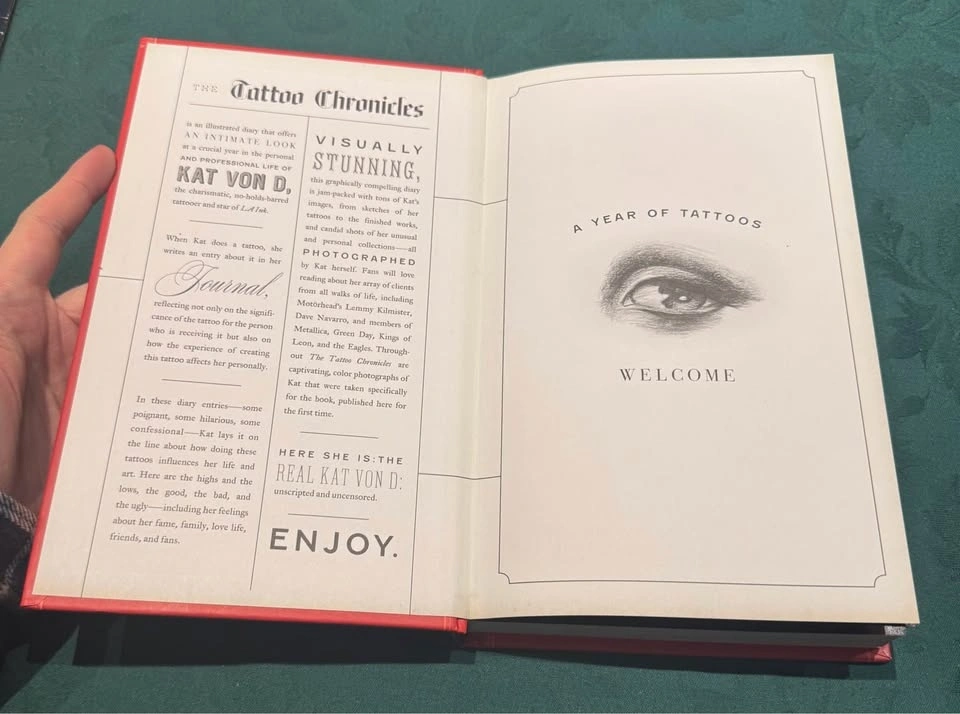 THE Tattoo Chronicles
is an illustrated diary that offers
AN INTIMATE LOOK
at a crucial year in the personal
AND PROFESSIONAL LIFE OF
KAT VON D,
the charismatic, no-holds-barred
tattooer and star of L.A Ink.
When Kat does a tattoo, she
writes an entry about it in her
Journal,
reflecting not only on the signifi-
cance of the tattoo for the person
who is receiving it but also on
how the experience of creating
this tattoo affects her personally.
In these diary entries—some
poignant, some hilarious, some
confessional—Kat lays it on
the line about how doing these
tattoos influences her life and
art. Here are the highs and the
lows, the good, the bad, and
the ugly—including her feelings
about her fame, family, love life,
friends, and fans.
VISUALLY
STUNNING,
this graphically compelling diary
is jam-packed with tons of Kat's
images, from sketches of her
tattoos to the finished works,
and candid shots of her unusual
and personal collections—all
PHOTOGRAPHED
by Kat herself. Fans will love
reading about her array of clients
from all walks of life, including
Motörhead's Lemmy Kilmister,
Dave Navarro, and members of
Metallica, Green Day, Kings of
Leon, and the Eagles. Through-
out The Tattoo Chronicles are
captivating, color photographs of
Kat that were taken specifically
for the book, published here for
the first time.
HERE SHE IS: THE
REAL KAT VON D:
unscripted and uncensored.
ENJOY.
A YEAR OF TATTOOS
WELCOME